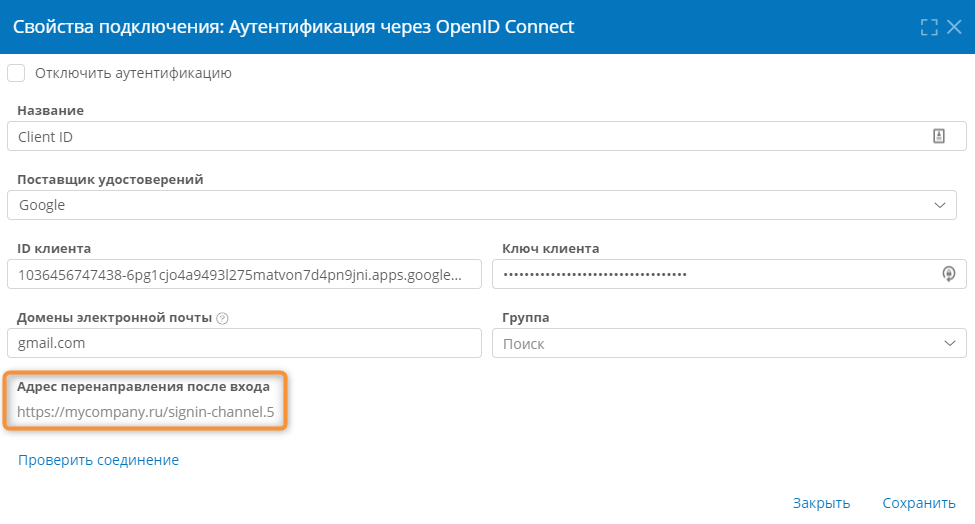 Свойства подключения: Аутентификация через OpenID Connect
Отключить аутентификацию
Название
Client ID
Поставщик удостоверений
Google
ID клиента
Ключ клиента
1036456747438-6pg1cjo4a9493l275matvon7d4pn9jni.apps.google...
•••••••••••••••••••••••••••••••••••
Домены электронной почты ?
Группа
gmail.com
Поиск
Адрес перенаправления после входа
https://mycompany.ru/signin-channel.5
Проверить соединение
Закрыть
Сохранить